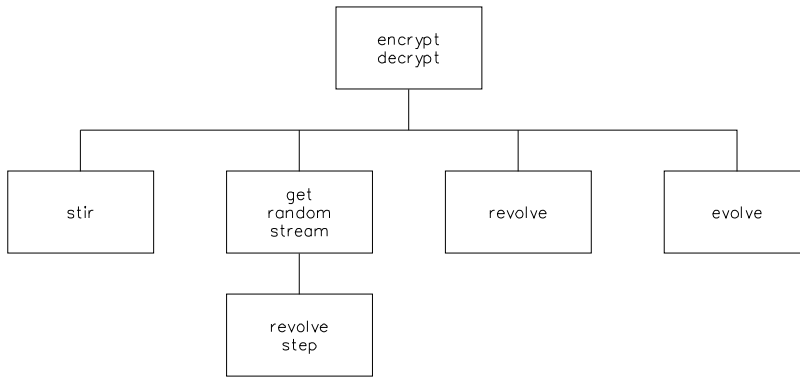 encrypt
decrypt
stir
get
random
stream
revolve
evolve
revolve
step